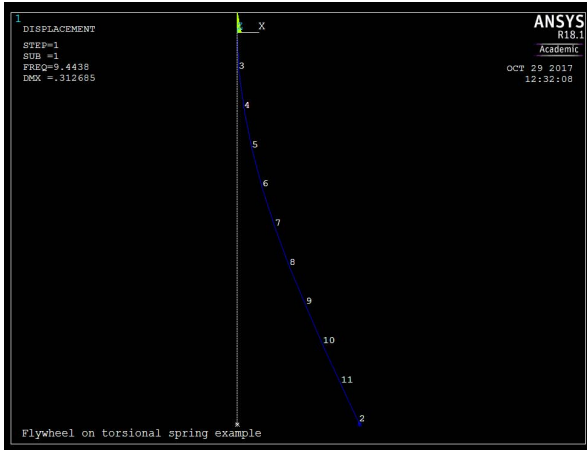 1
DISPLACEMENT
STEP=1
SUB =1
FREQ=9.4438
DMX =.312685
X
ANSYS
R18.1
Academic
OCT 29 2017
12:32:08
3
4
5
6
7
8
9
10
11
2
Flywheel on torsional spring example